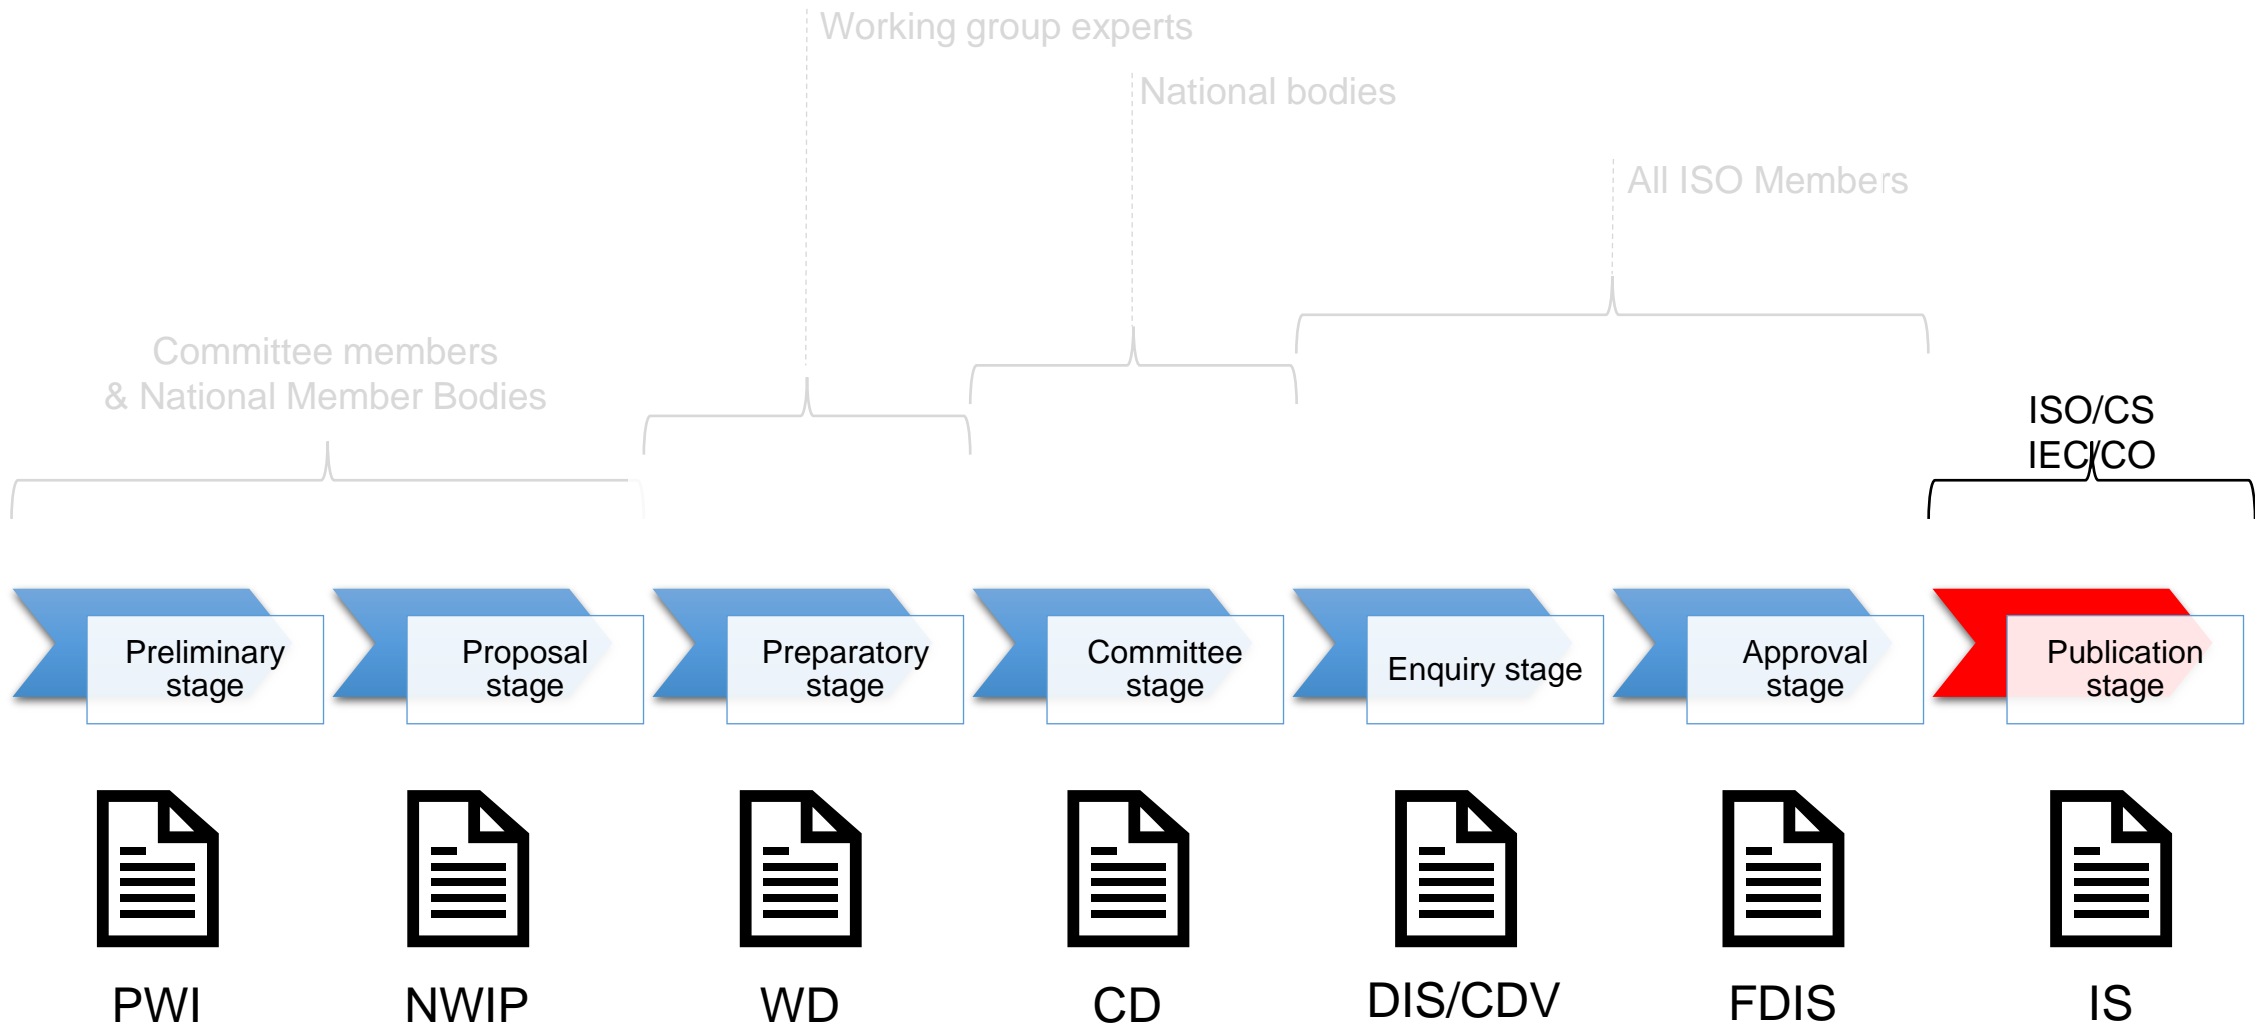 Working group experts
National bodies
All ISO Members
Committee members
& National Member Bodies
ISO/CS
IEC/CO
Preliminary
stage
Proposal
stage
Preparatory
stage
Committee
stage
Enquiry stage
Approval
stage
Publication
stage
PWI
NWIP
WD
CD
DIS/CDV
FDIS
IS